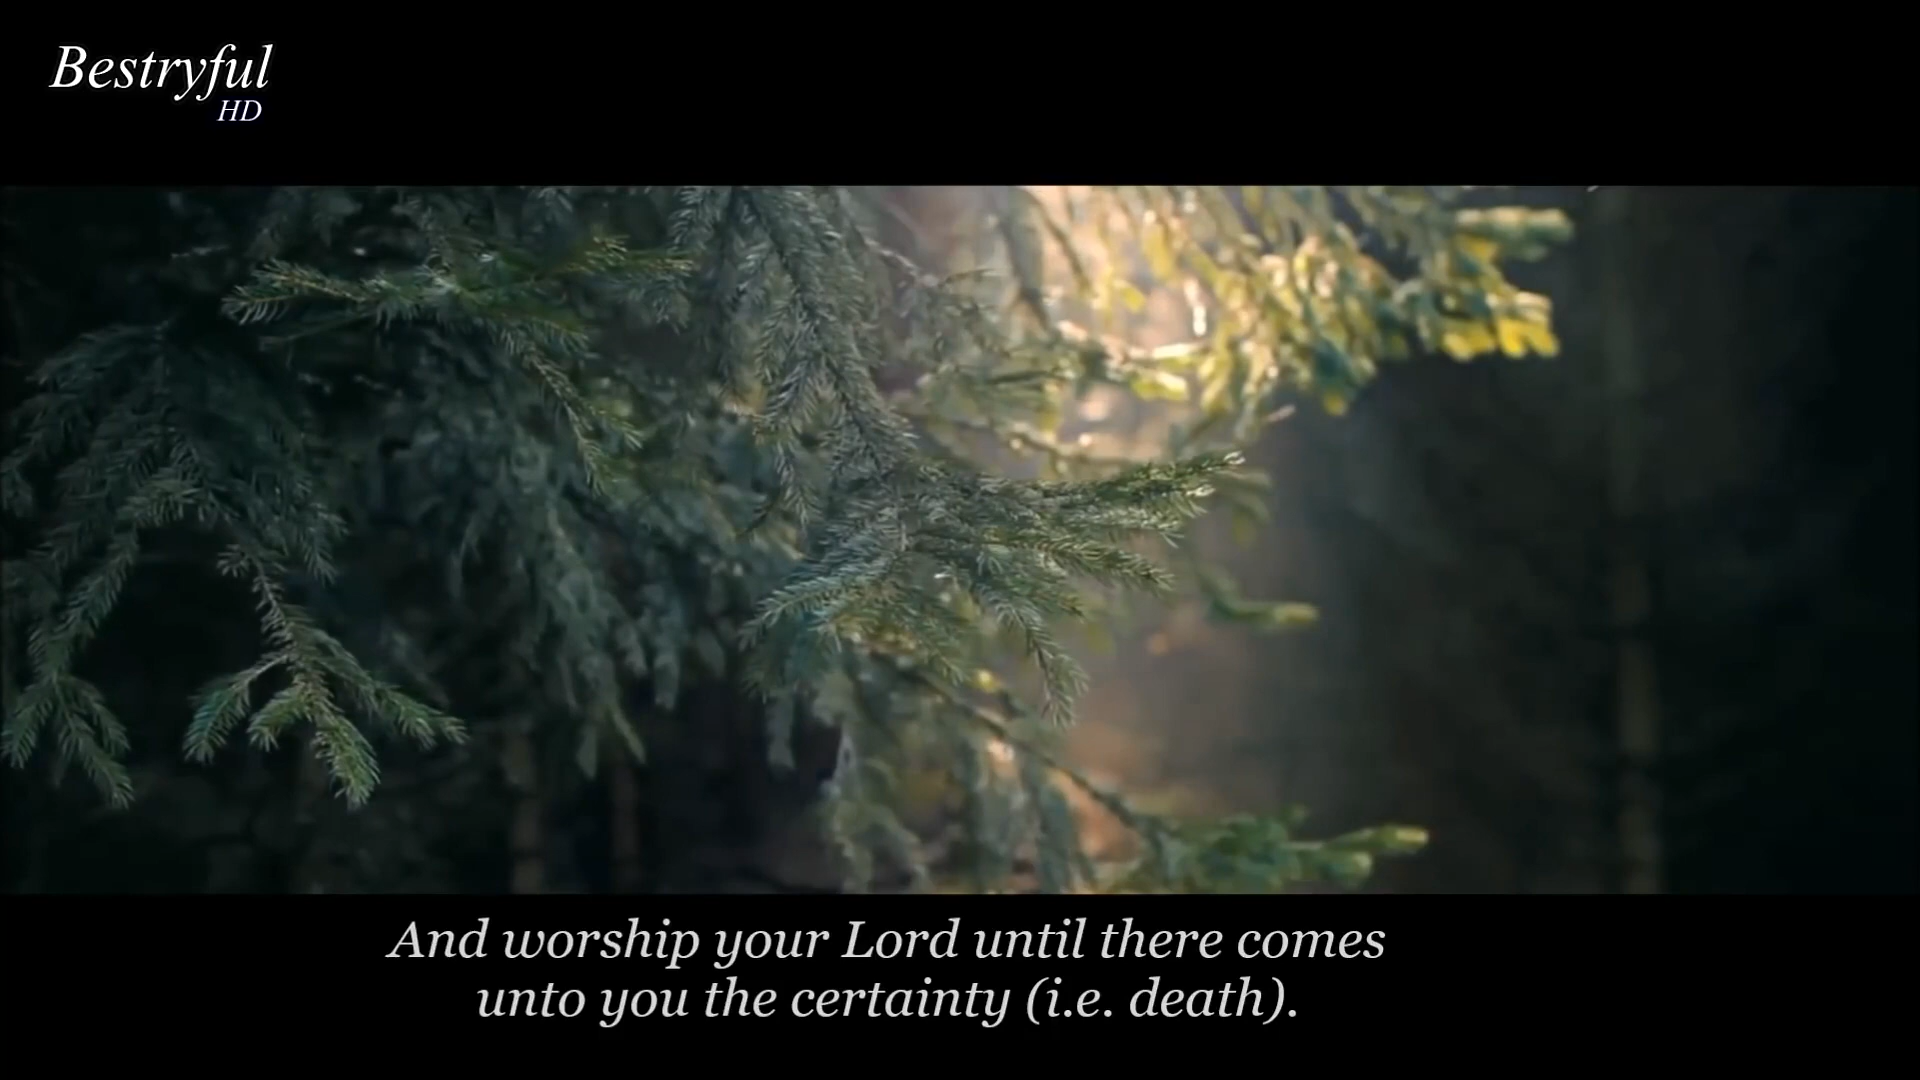 Bestryful
HD
And worship your Lord until there comes
unto you the certainty (i.e. death).